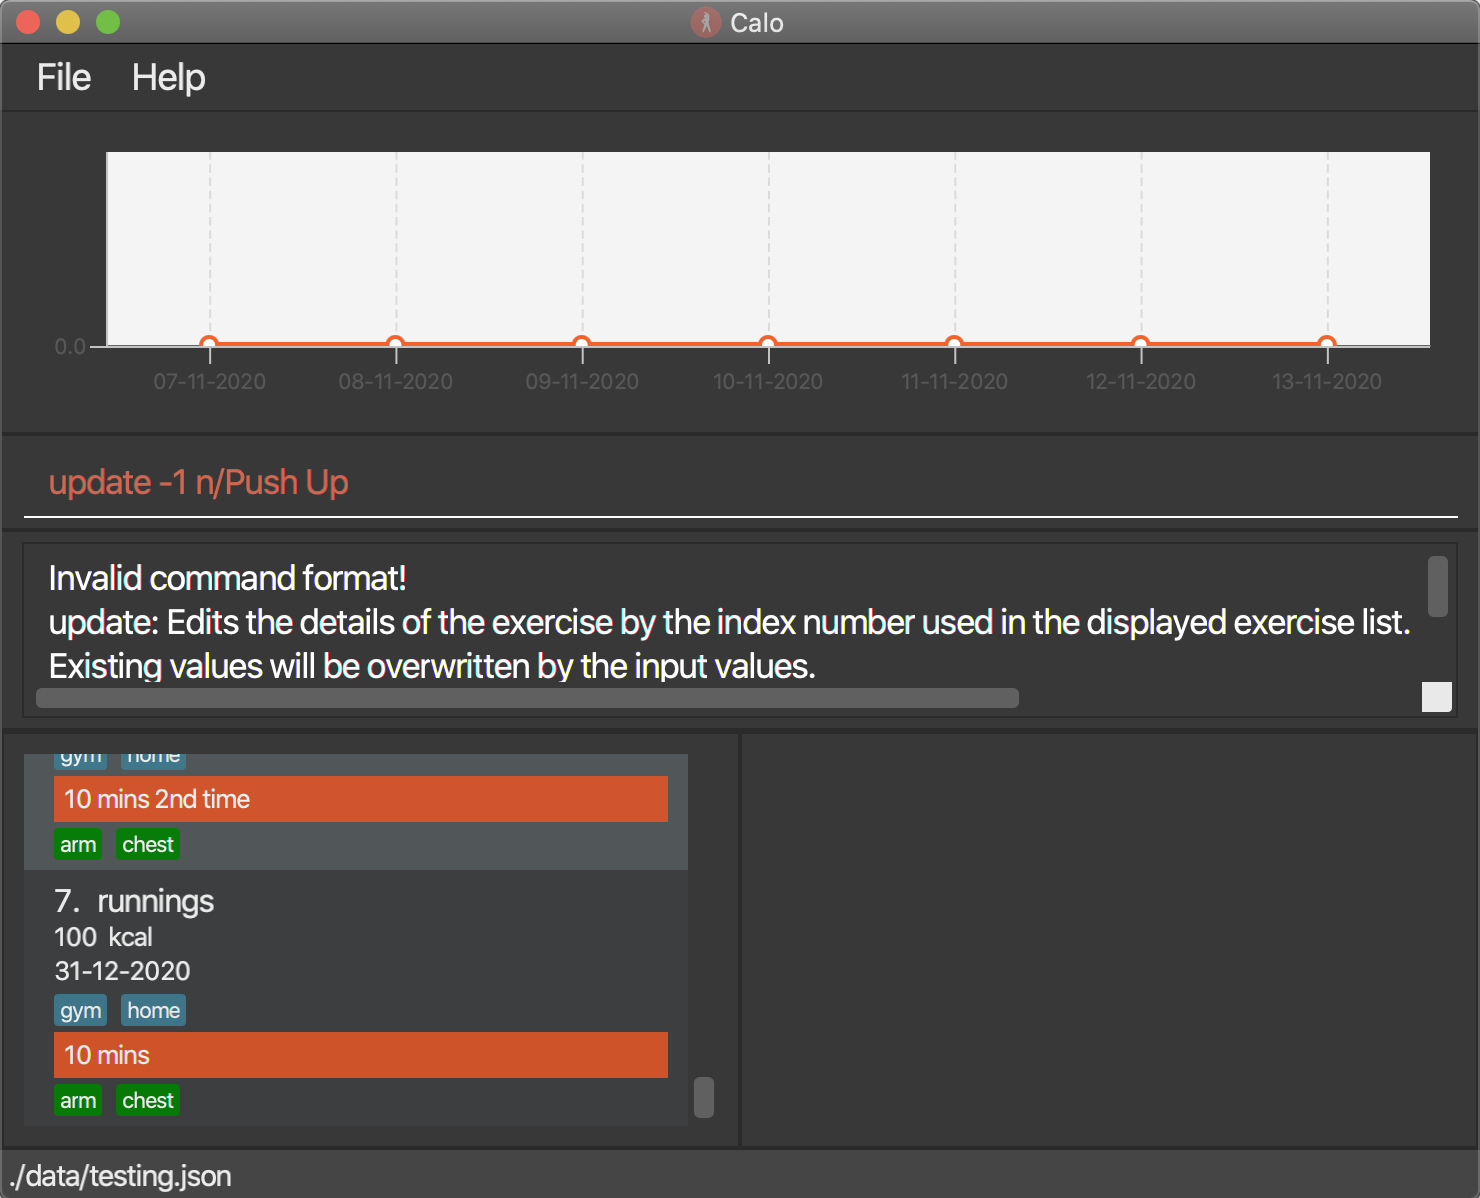 Calo
File Help
0.0
07-11-2020 08-11-2020 09-11-2020 10-11-2020 11-11-2020 12-11-2020 13-11-2020
update -1 n/Push Up
Invalid command format!
update: Edits the details of the exercise by the index number used in the displayed exercise list.
Existing values will be overwritten by the input values.
gym home
10 mins 2nd time
arm chest
7. runnings
100 kcal
31-12-2020
gym home
10 mins
arm chest
./data/testing.json